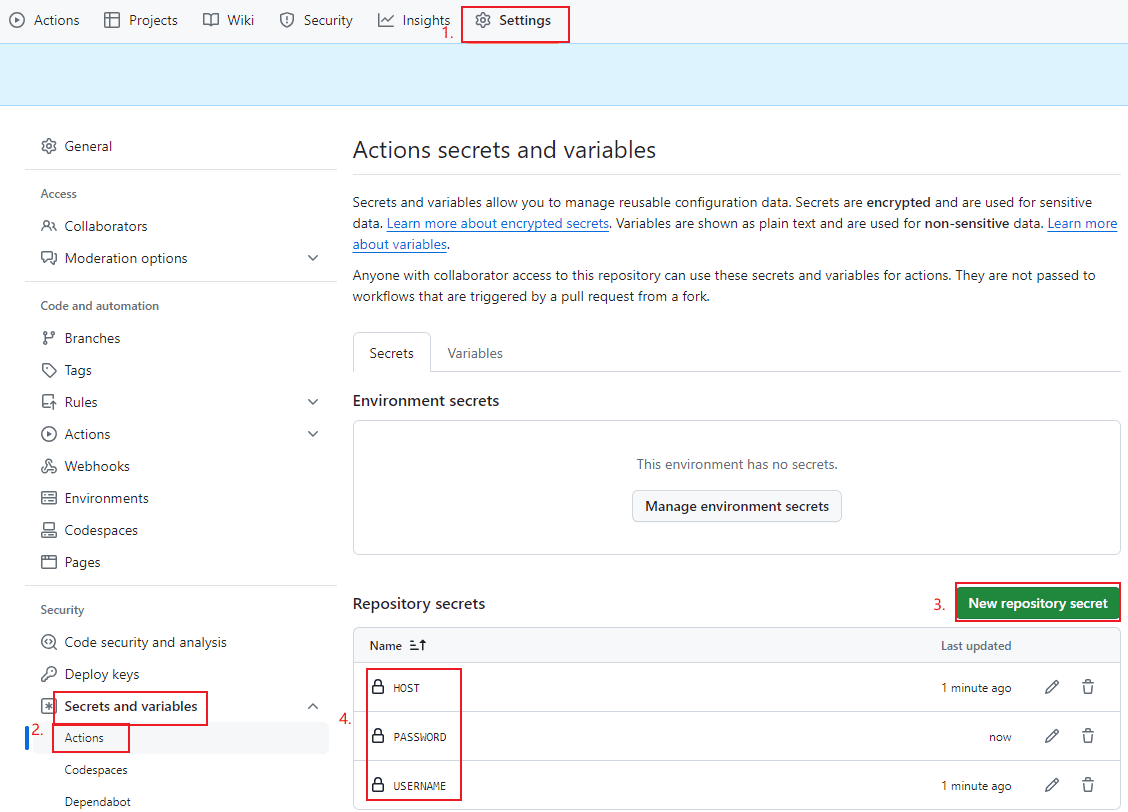 Actions Projects Wiki Security Insights 1. Settings
General
Access
Collaborators
Moderation options
Code and automation
Branches
Tags
Rules
Actions
Webhooks
Environments
Codespaces
Pages
Security
Code security and analysis
Deploy keys
Secrets and variables
2. Actions
Codespaces
Dependabot
Actions secrets and variables
Secrets and variables allow you to manage reusable configuration data. Secrets are encrypted and are used for sensitive
data. Learn more about encrypted secrets. Variables are shown as plain text and are used for non-sensitive data. Learn more
about variables.
Anyone with collaborator access to this repository can use these secrets and variables for actions. They are not passed to
workflows that are triggered by a pull request from a fork.
Secrets Variables
Environment secrets
This environment has no secrets.
Manage environment secrets
Repository secrets 3. New repository secret
Name Last updated
HOST 1 minute ago
4. PASSWORD now
USERNAME 1 minute ago